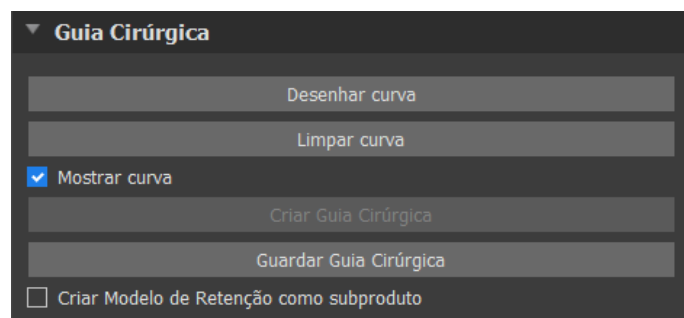 Guia Cirúrgica
Desenhar curva
Limpar curva
Mostrar curva
Criar Guia Cirúrgica
Guardar Guia Cirúrgica
Criar Modelo de Retenção como subproduto